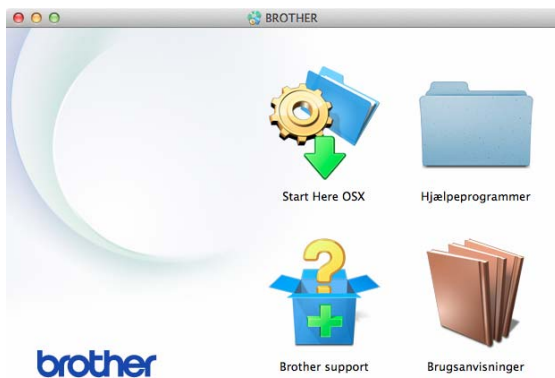 BROTHER
Start Here OSX
Hjælpeprogrammer
Brother support
Brugsanvisninger
brother